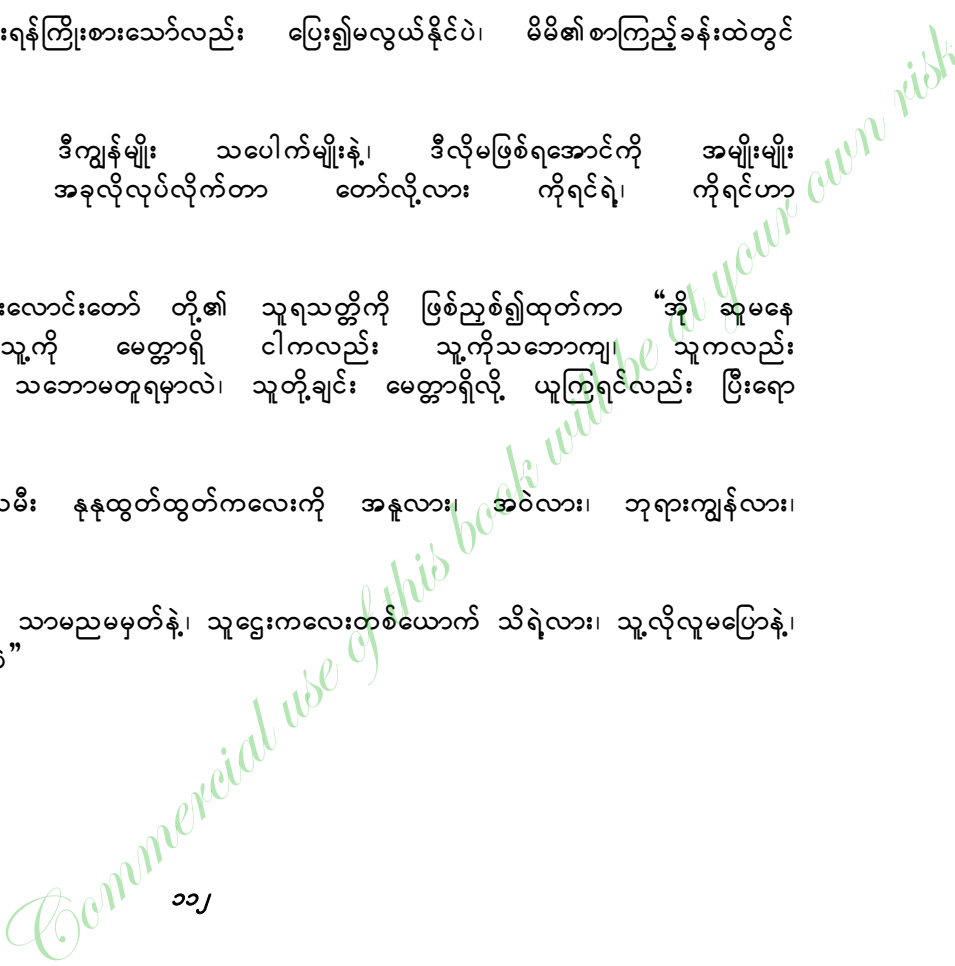 ရန်ကြိုးစားသော်လည်း ပြေး၍မလွယ်နိုင်ပဲ၊ မိမိ၏စာကြည့်ခန်းထဲတွင်
ဒီကျွန်မျိုး သပေါက်မျိုးနဲ့၊ ဒီလိုမဖြစ်ရအောင်ကို အမျိုးမျိုး
အခုလိုလုပ်လိုက်တာ တော်လို့လား ကိုရင်ရဲ့၊ ကိုရင်ဟာ
လောင်းတော် တို့၏ သူရသတ္တိကို ဖြစ်ညှစ်၍ထုတ်ကာ “အို ဆူမနေ
သူ့ကို မေတ္တာရှိ ငါကလည်း သူ့ကိုသဘောကျ၊ သူကလည်း
သဘောမတူရမှာလဲ၊ သူတို့ချင်း မေတ္တာရှိလို့ ယူကြရင်လည်း ပြီးရော
သမီး နုနုထွတ်ထွတ်ကလေးကို အနူလား၊ အဝဲလား၊ ဘုရားကျွန်လား၊
သာမညမမှတ်နဲ့၊ သူဌေးကလေးတစ်ယောက် သိရဲ့လား၊ သူ့လိုလူမပြောနဲ့၊
”
Commercial use of this book will be at your own risk
၁၁၂